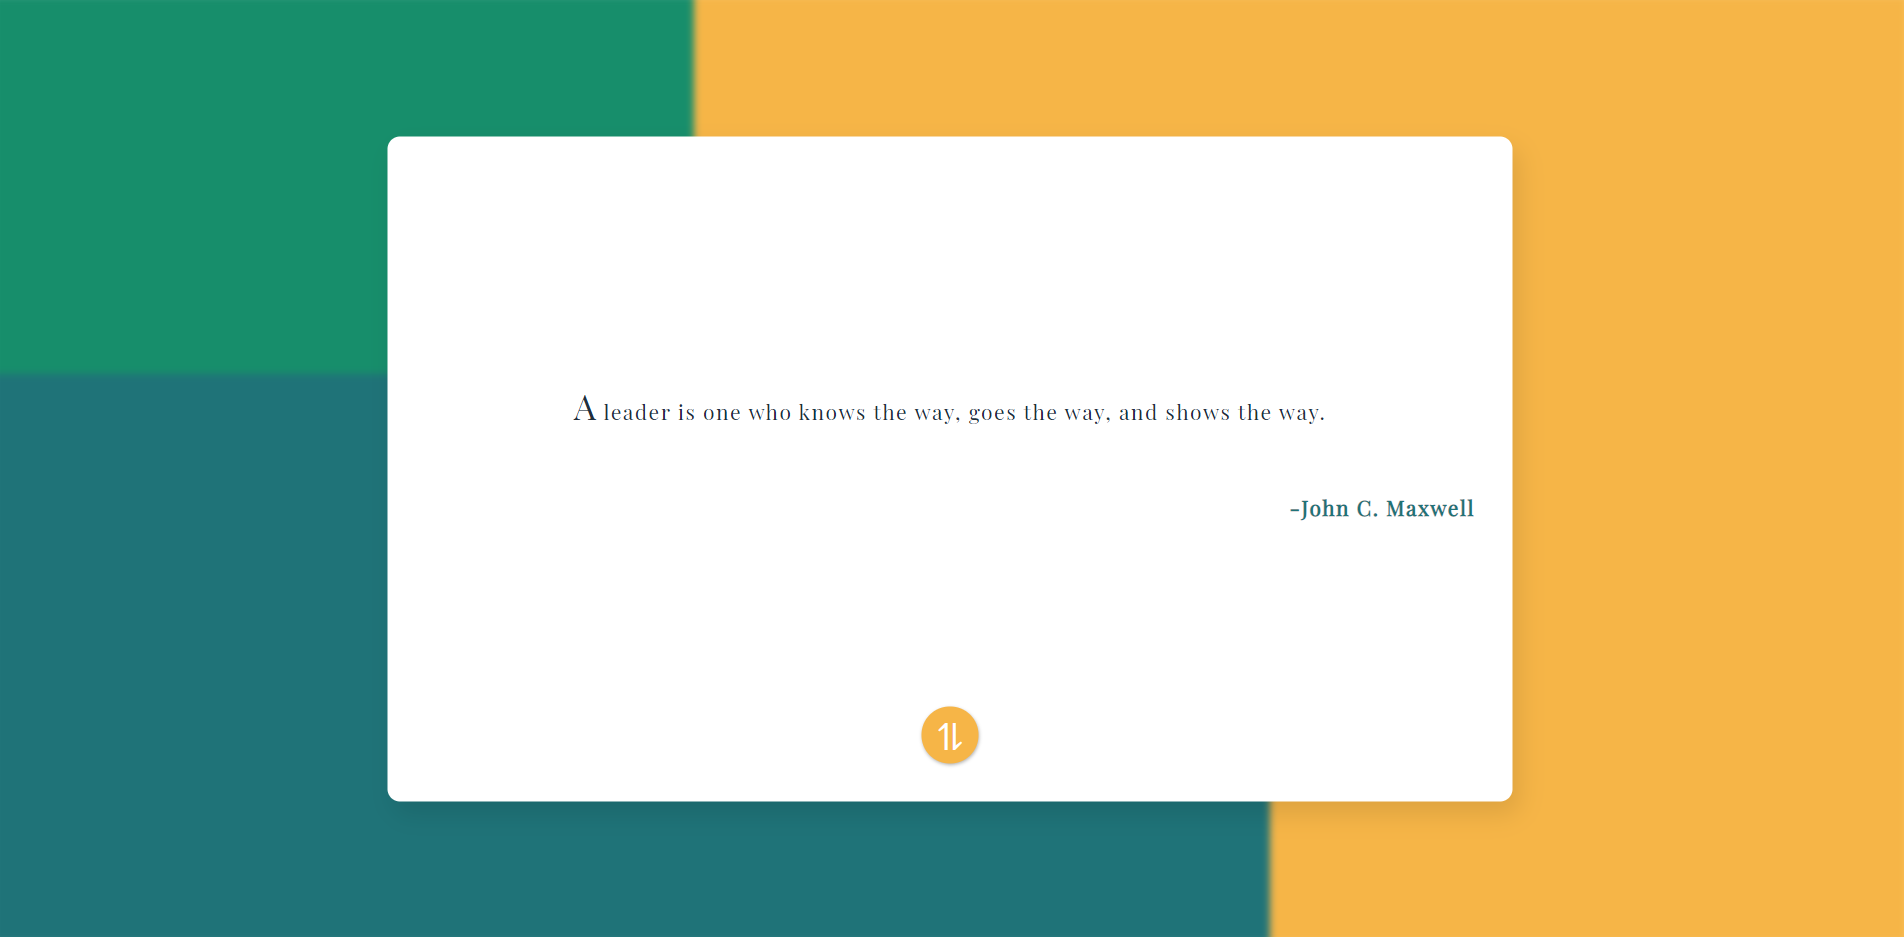 A leader is one who knows the way, goes the way, and shows the way.
-John C. Maxwell